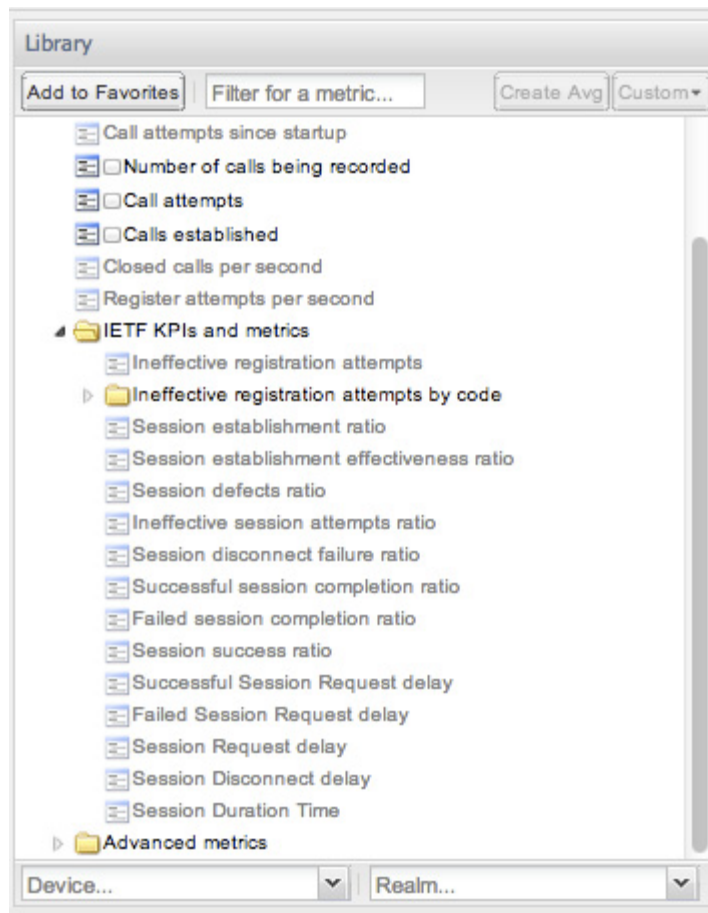 Library
Add to Favorites Filter for a metric... Create Avg Custom
Call attempts since startup
Number of calls being recorded
Call attempts
Calls established
Closed calls per second
Register attempts per second
IETF KPIs and metrics
Ineffective registration attempts
Ineffective registration attempts by code
Session establishment ratio
Session establishment effectiveness ratio
Session defects ratio
Ineffective session attempts ratio
Session disconnect failure ratio
Successful session completion ratio
Failed session completion ratio
Session success ratio
Successful Session Request delay
Failed Session Request delay
Session Request delay
Session Disconnect delay
Session Duration Time
Advanced metrics
Device... Realm...